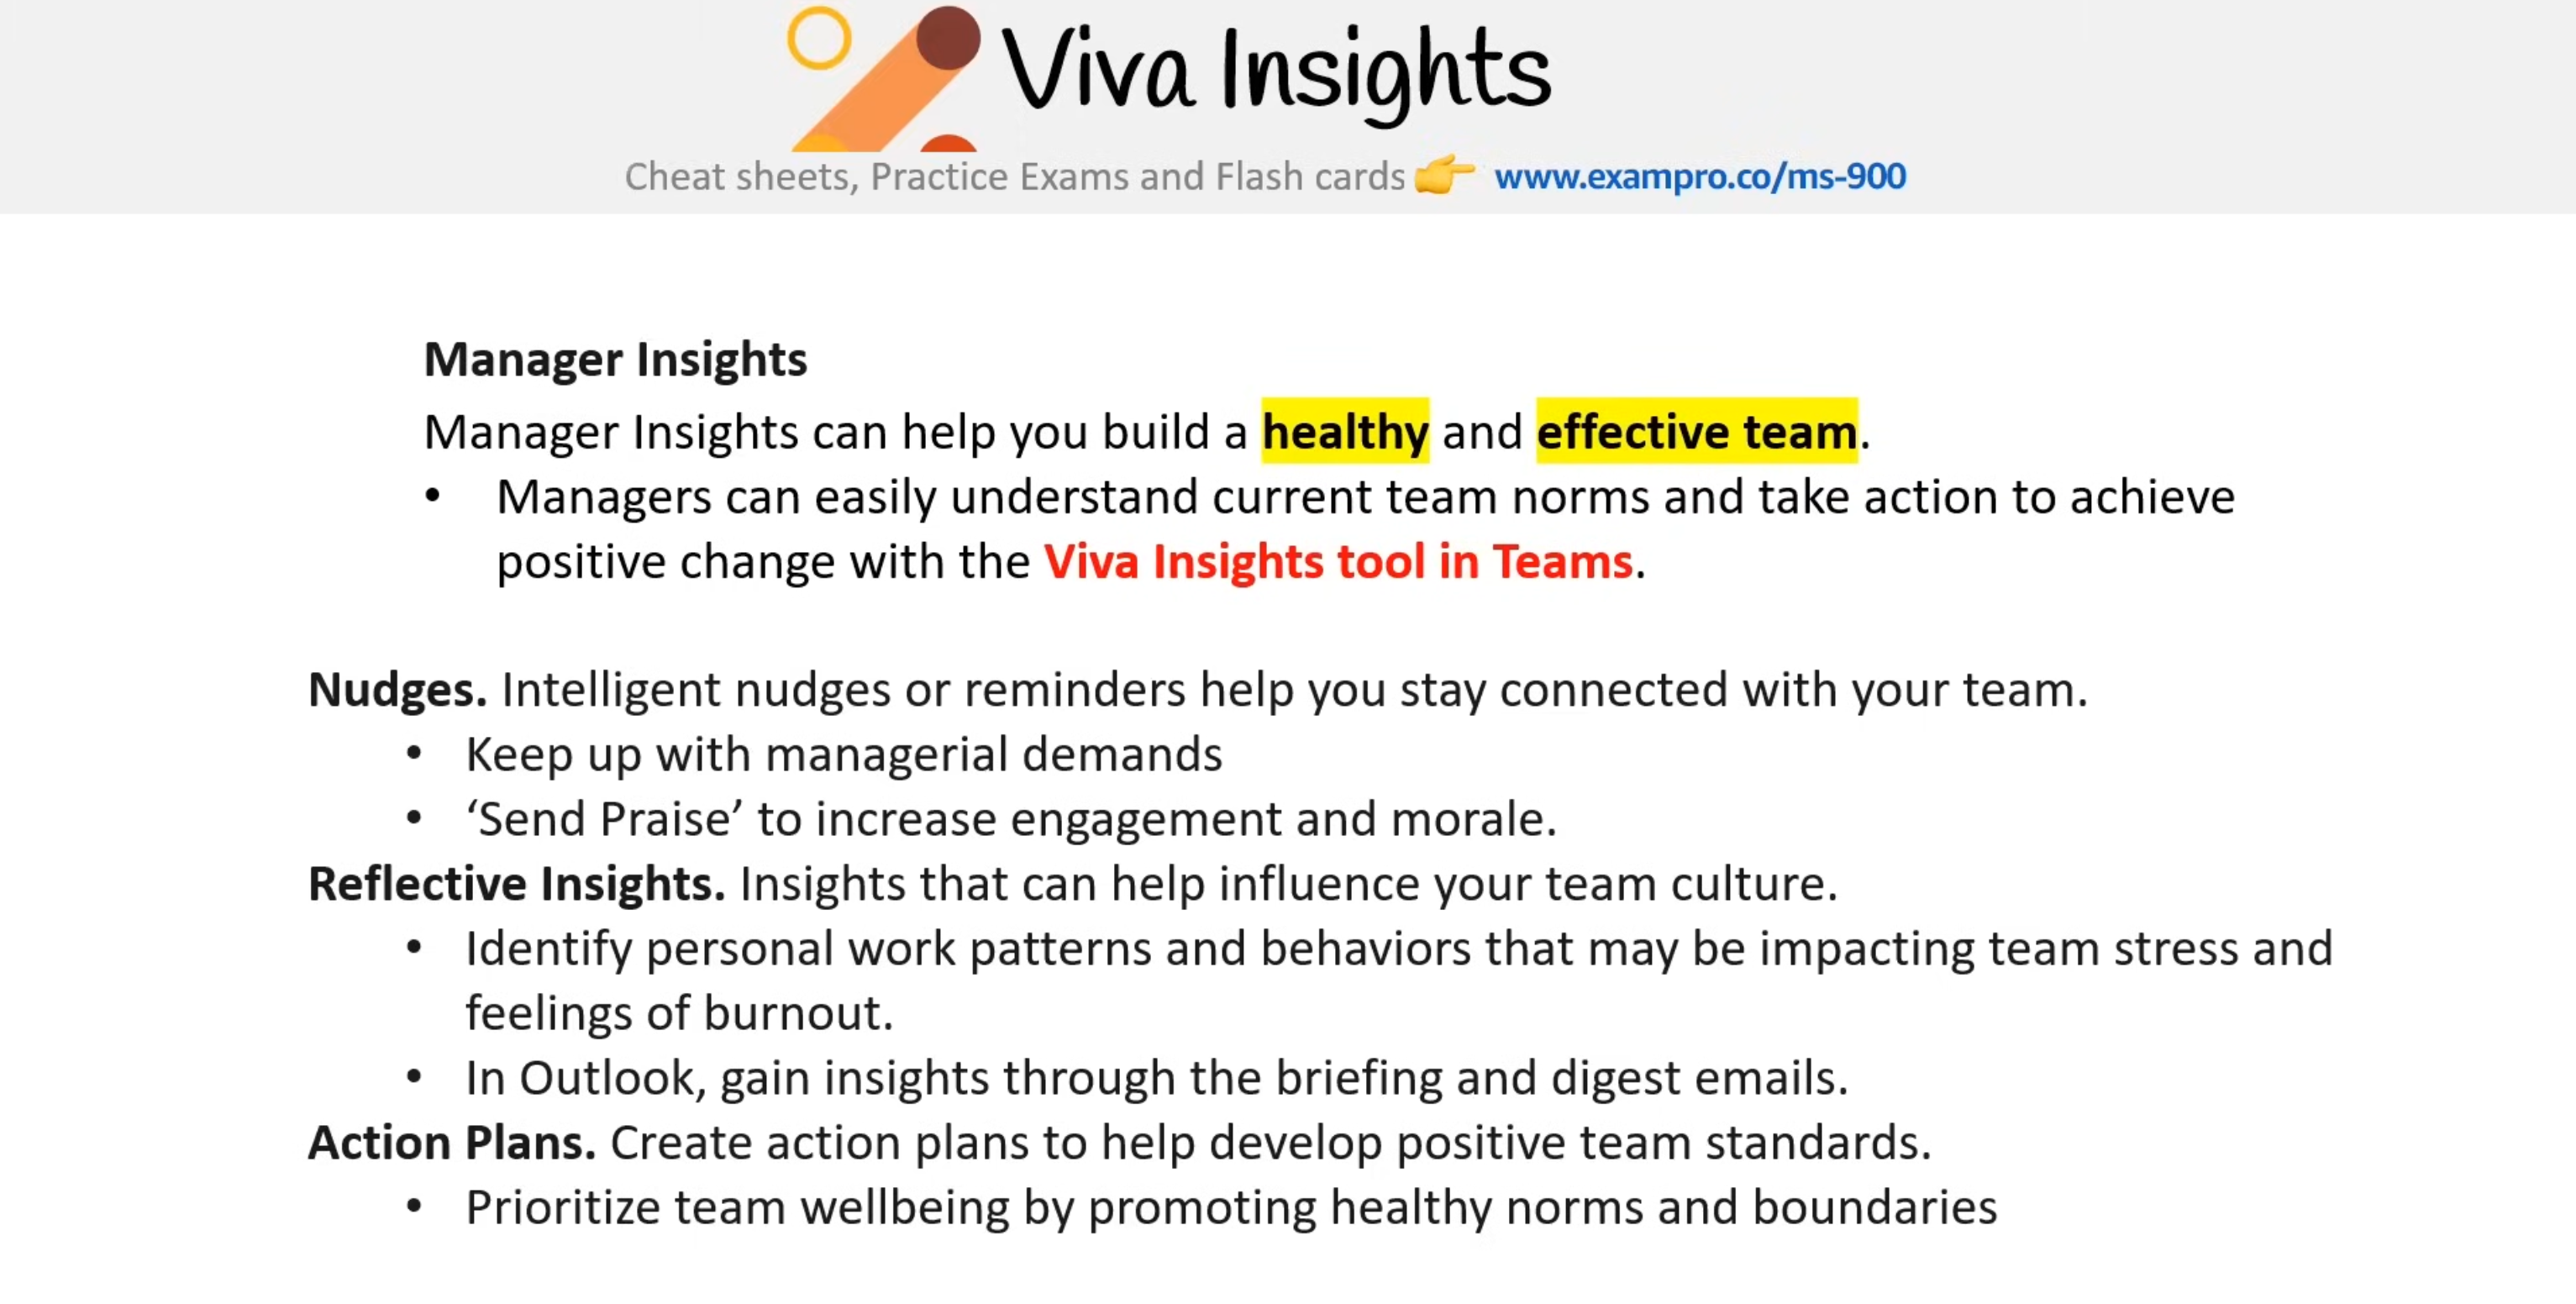 Viva Insights
Cheat sheets, Practice Exams and Flash cards 👉 www.exampro.co/ms-900
Manager Insights
Manager Insights can help you build a healthy and effective team.
• Managers can easily understand current team norms and take action to achieve
positive change with the Viva Insights tool in Teams.
Nudges. Intelligent nudges or reminders help you stay connected with your team.
• Keep up with managerial demands
• ‘Send Praise’ to increase engagement and morale.
Reflective Insights. Insights that can help influence your team culture.
• Identify personal work patterns and behaviors that may be impacting team stress and
feelings of burnout.
• In Outlook, gain insights through the briefing and digest emails.
Action Plans. Create action plans to help develop positive team standards.
• Prioritize team wellbeing by promoting healthy norms and boundaries